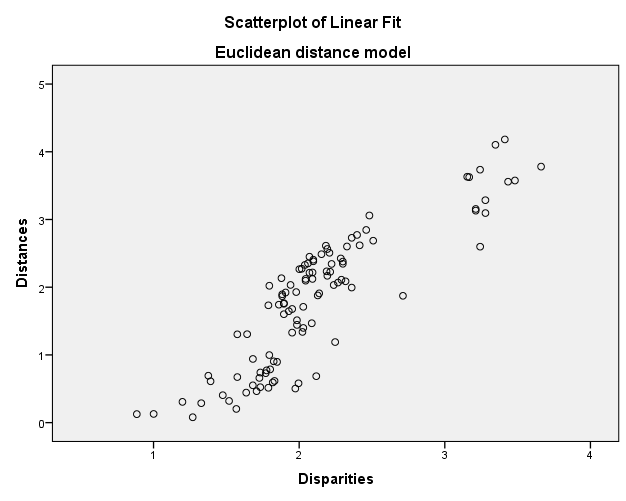 Scatterplot of Linear Fit
Euclidean distance model
5
4
3
2
1
0
Distances
1 2 3 4
Disparities